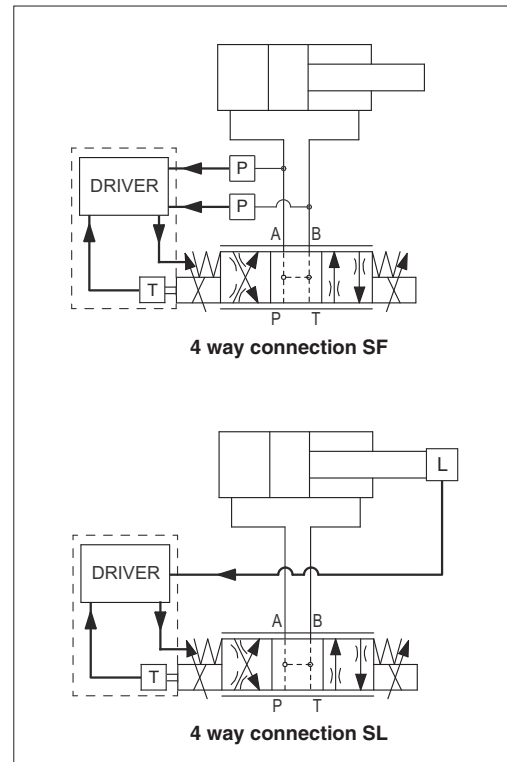 DRIVER
P
P
A B
T
P T
4 way connection SF
L
DRIVER
A B
T
P T
4 way connection SL